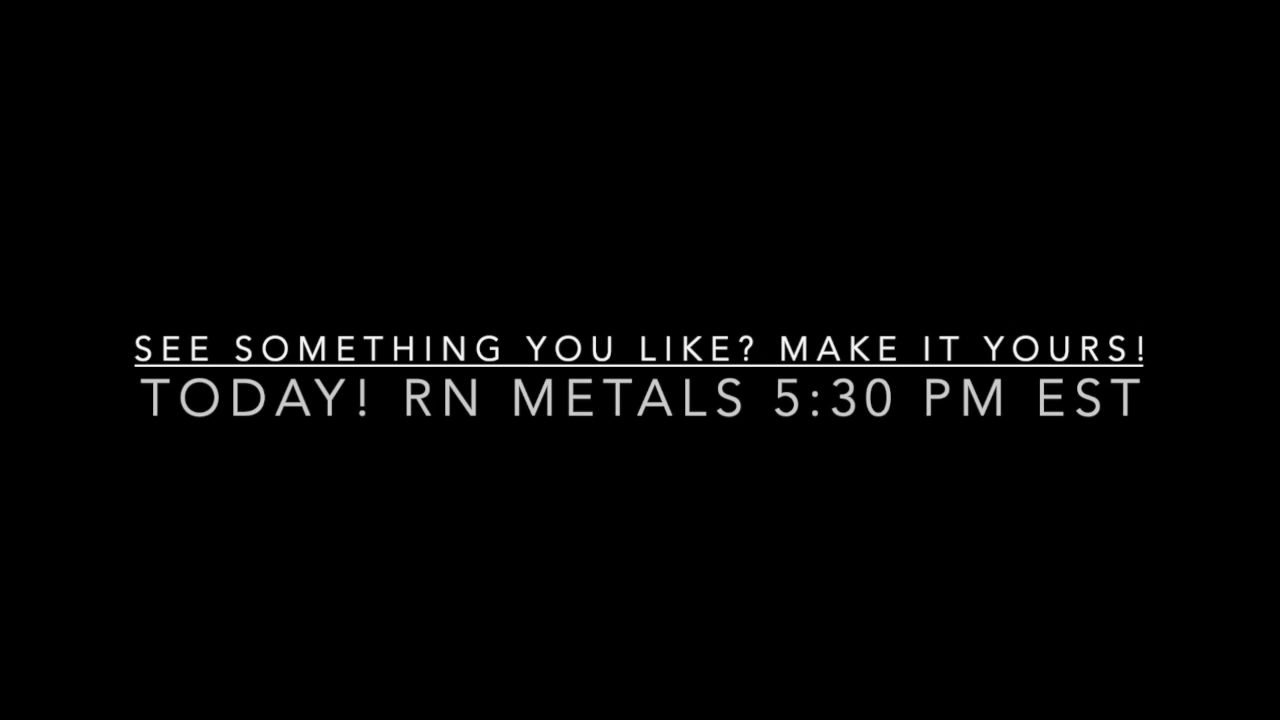 SEE SOMETHING YOU LIKE? MAKE IT YOURS!
TODAY! RN METALS 5:30 PM EST